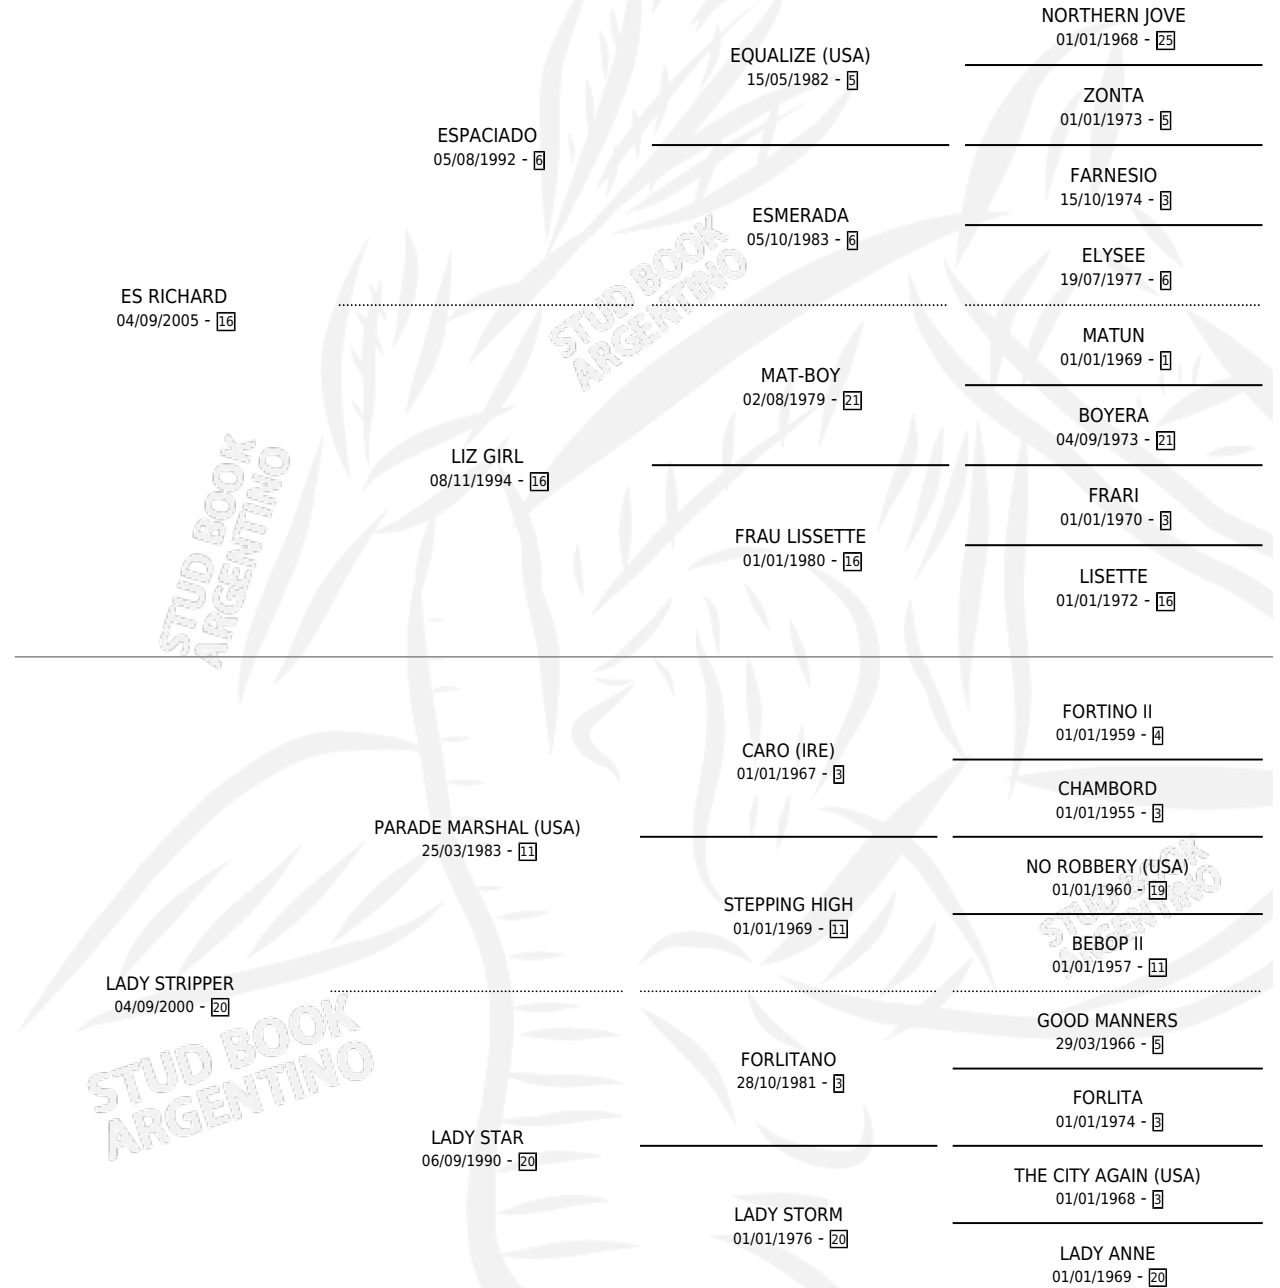 NORTHERN JOVE
01/01/1968 - 25
EQUALIZE (USA)
15/05/1982 - 5
ZONTA
01/01/1973 - 5
ESPACIADO
05/08/1992 - 6
FARNESIO
15/10/1974 - 3
ESMERADA
05/10/1983 - 6
ELYSEE
19/07/1977 - 6
ES RICHARD
04/09/2005 - 16
STUD BOOK
ARGENTINO
MATUN
01/01/1969 - 1
MAT-BOY
02/08/1979 - 21
BOYERA
04/09/1973 - 21
LIZ GIRL
08/11/1994 - 16
FRARI
01/01/1970 - 3
FRAU LISSETTE
01/01/1980 - 16
LISETTE
01/01/1972 - 16
STUD BOOK
ARGENTINO
FORTINO II
01/01/1959 - 4
CARO (IRE)
01/01/1967 - 3
CHAMBORD
01/01/1955 - 3
PARADE MARSHAL (USA)
25/03/1983 - 11
NO ROBBERY (USA)
01/01/1960 - 19
STEPPING HIGH
01/01/1969 - 11
BEBOP II
01/01/1957 - 11
STUD BOOK
ARGENTINO
LADY STRIPPER
04/09/2000 - 20
GOOD MANNERS
29/03/1966 - 5
FORLITANO
28/10/1981 - 3
FORLITA
01/01/1974 - 3
STUD BOOK
ARGENTINO
LADY STAR
06/09/1990 - 20
THE CITY AGAIN (USA)
01/01/1968 - 3
LADY STORM
01/01/1976 - 20
LADY ANNE
01/01/1969 - 20